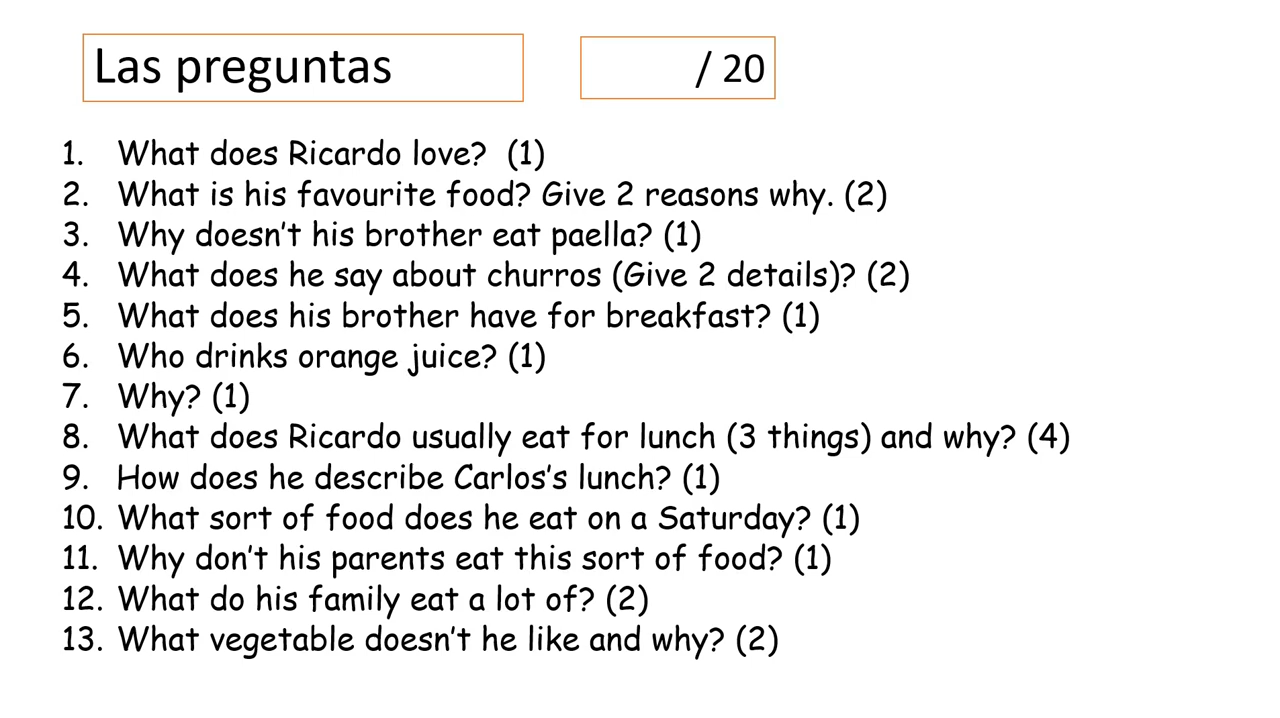 Las preguntas
/ 20
1. What does Ricardo love? (1)
2. What is his favourite food? Give 2 reasons why. (2)
3. Why doesn't his brother eat paella? (1)
4. What does he say about churros (Give 2 details)? (2)
5. What does his brother have for breakfast? (1)
6. Who drinks orange juice? (1)
7. Why? (1)
8. What does Ricardo usually eat for lunch (3 things) and why? (4)
9. How does he describe Carlos's lunch? (1)
10. What sort of food does he eat on a Saturday? (1)
11. Why don't his parents eat this sort of food? (1)
12. What do his family eat a lot of? (2)
13. What vegetable doesn't he like and why? (2)